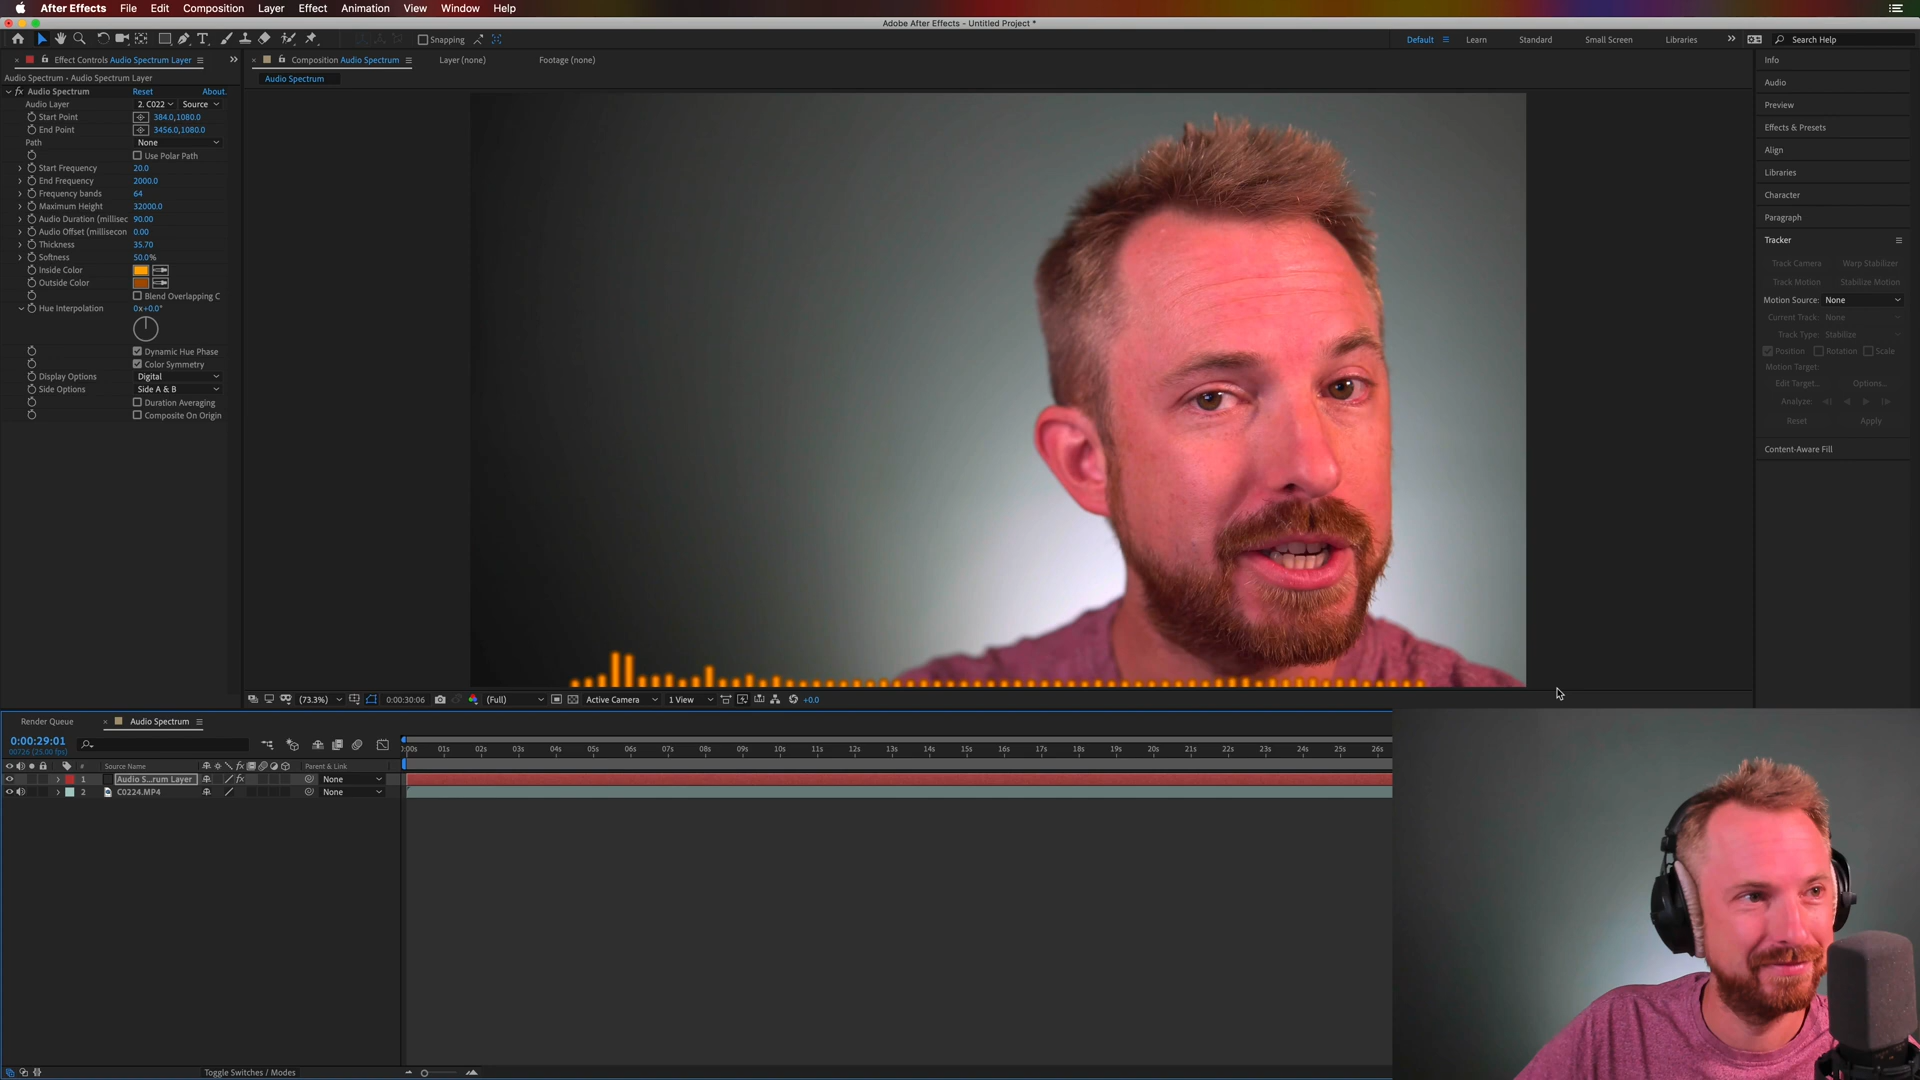 After Effects File Edit Composition Layer Effect Animation View Window Help
Adobe After Effects - Untitled Project *
Snapping
Default Learn Standard Small Screen Libraries Search Help
Effect Controls Audio Spectrum Layer
Composition Audio Spectrum Layer (none) Footage (none)
Audio Spectrum - Audio Spectrum Layer
Audio Spectrum
fx Audio Spectrum Reset About.
Audio Layer 2. C022 Source
Start Point 384.0,1080.0
End Point 3456.0,1080.0
Path None
Use Polar Path
Start Frequency 20.0
End Frequency 2000.0
Frequency bands 64
Maximum Height 32000.0
Audio Duration (millisec 90.00
Audio Offset (millisecon 0.00
Thickness 35.70
Softness 50.0%
Inside Color
Outside Color
Blend Overlapping C
Hue Interpolation 0x+0.0°
Dynamic Hue Phase
Color Symmetry
Display Options Digital
Side Options Side A & B
Duration Averaging
Composite On Origin
Info
Audio
Preview
Effects & Presets
Align
Libraries
Character
Paragraph
Tracker
Track Camera Warp Stabilizer
Track Motion Stabilize Motion
Motion Source: None
Current Track: None
Track Type: Stabilize
Position Rotation Scale
Motion Target:
Edit Target... Options...
Analyze:
Reset Apply
Content-Aware Fill
(73.3%) 0:00:30:06 (Full) Active Camera 1 View +0.0
Render Queue Audio Spectrum
0:00:29:01
00726 (25.00 fps)
:00s 01s 02s 03s 04s 05s 06s 07s 08s 09s 10s 11s 12s 13s 14s 15s 16s 17s 18s 19s 20s 21s 22s 23s 24s 25s 26s
# Source Name fx Parent & Link
1 Audio S...rum Layer fx None
2 C0224.MP4 None
Toggle Switches / Modes